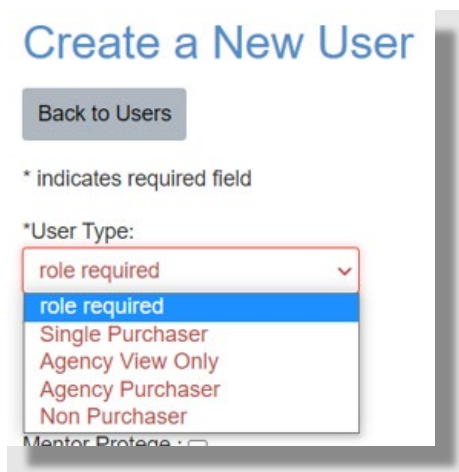 Create a New User
Back to Users
* indicates required field
*User Type:
role required
role required
Single Purchaser
Agency View Only
Agency Purchaser
Non Purchaser
Mentor Protege :